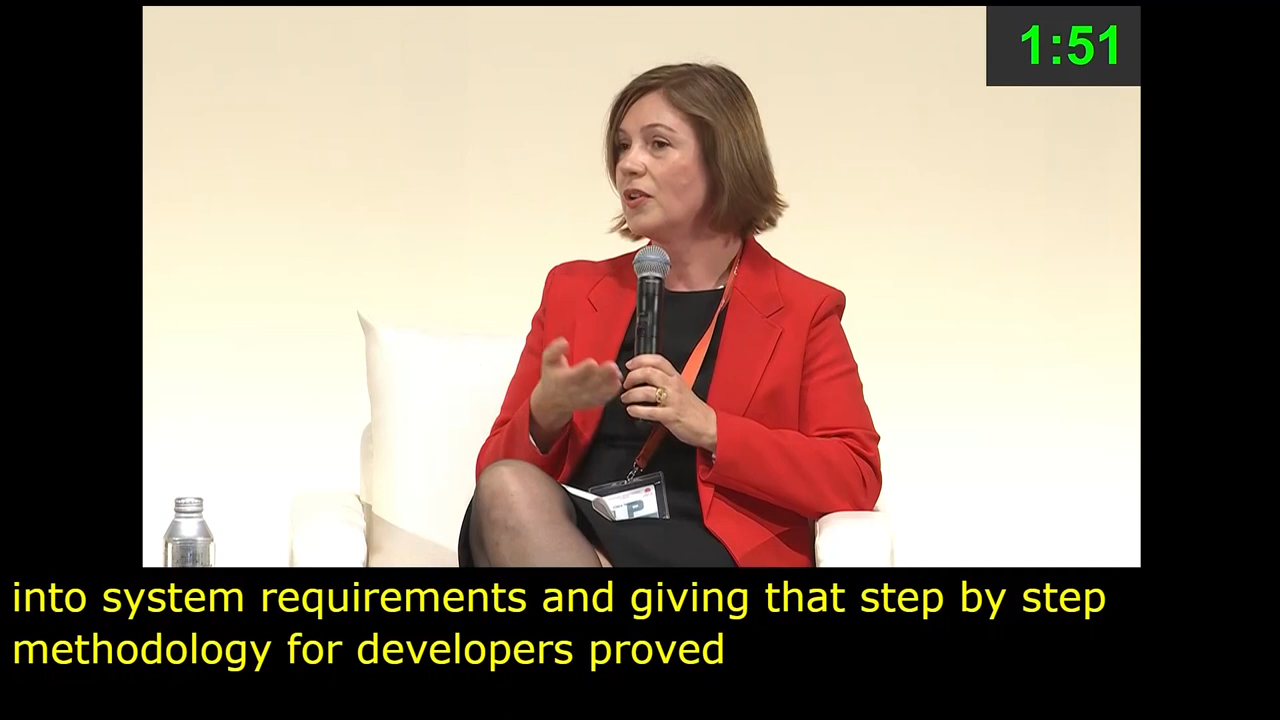 1:51
P
into system requirements and giving that step by step
methodology for developers proved